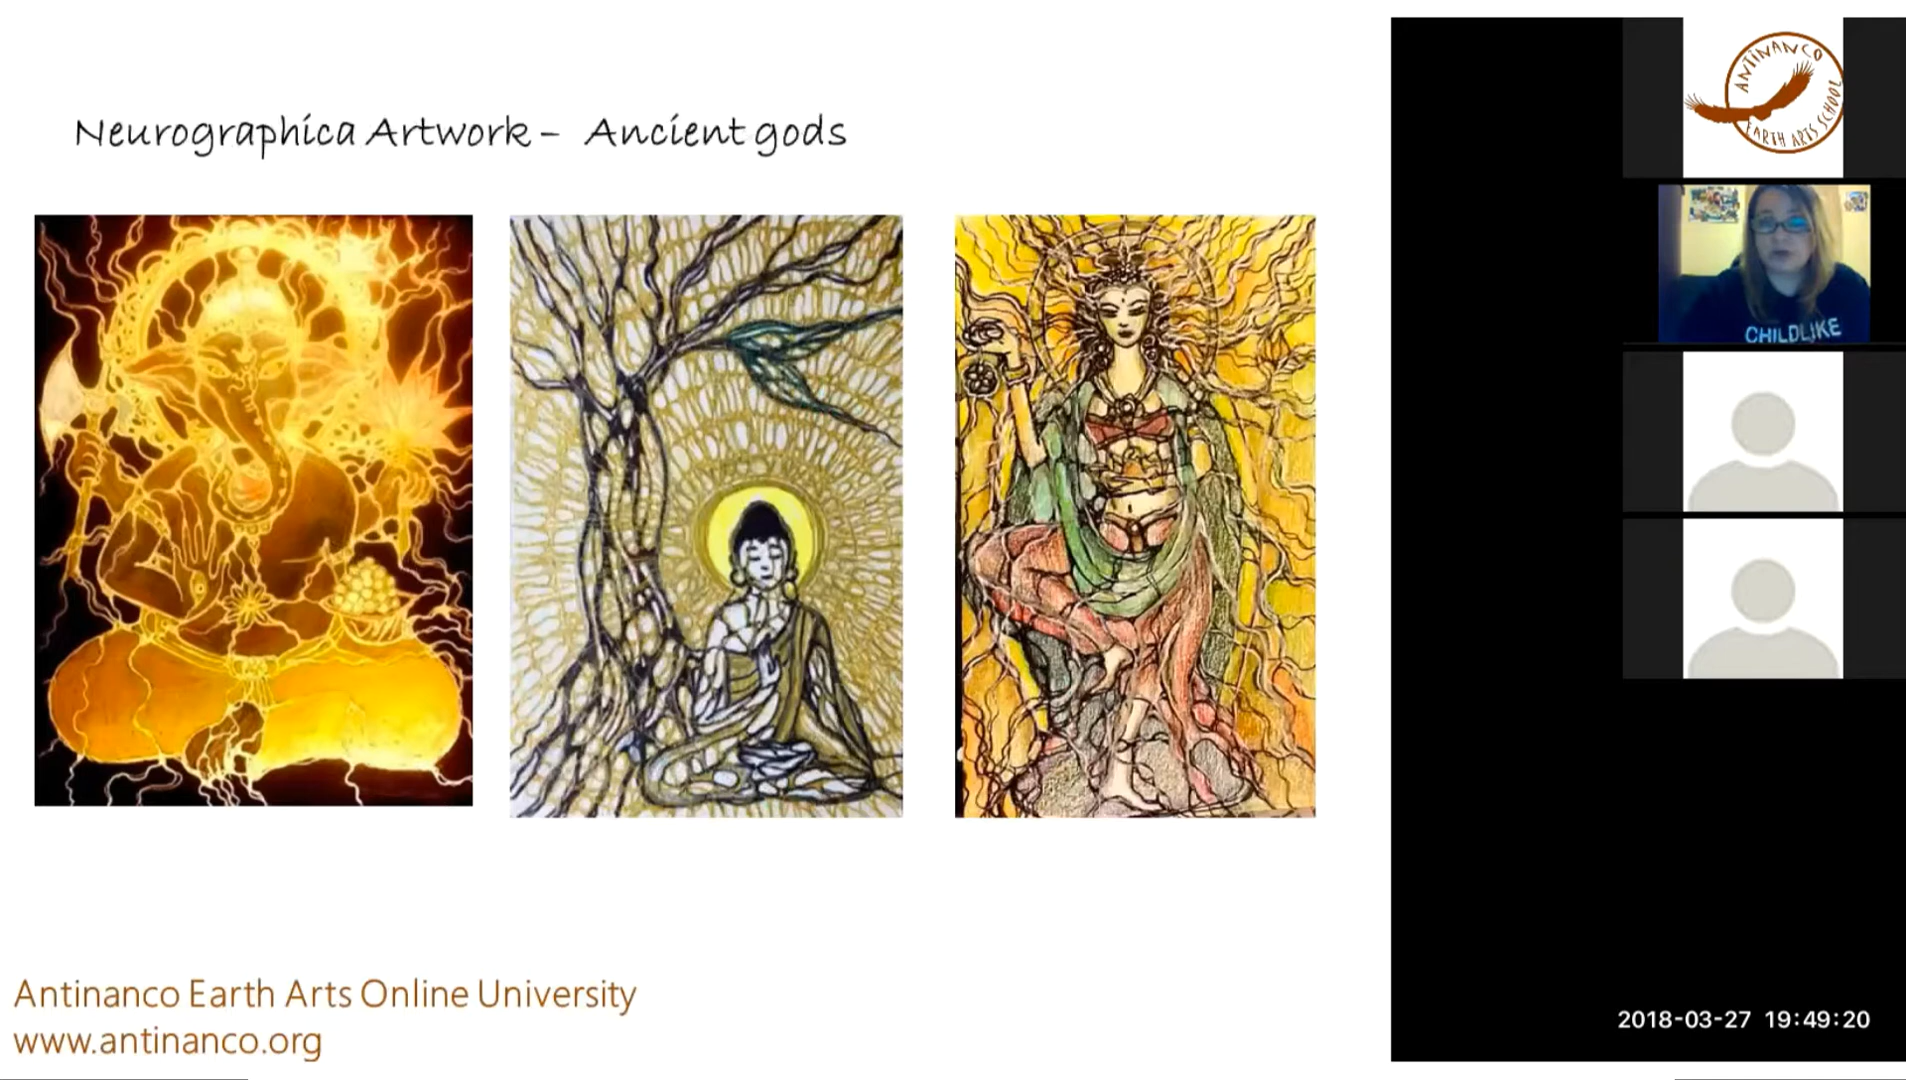 Neurographica Artwork – Ancient gods
ANTINANCO
EARTH ARTS SCHOOL
CHILDLIKE
Antinanco Earth Arts Online University
www.antinanco.org
2018-03-27 19:49:20